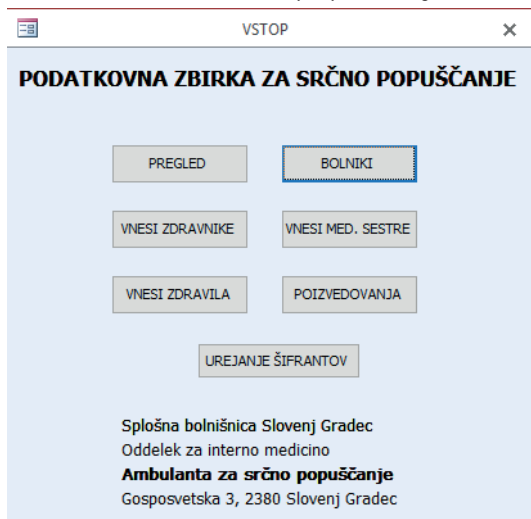 VSTOP
PODATKOVNA ZBIRKA ZA SRČNO POPUŠČANJE
PREGLED
BOLNIKI
VNESI ZDRAVNIKE
VNESI MED. SESTRE
VNESI ZDRAVILA
POIZVEDOVANJA
UREJANJE ŠIFRANTOV
Splošna bolnišnica Slovenj Gradec
Oddelek za interno medicino
Ambulanta za srčno popuščanje
Gosposvetska 3, 2380 Slovenj Gradec